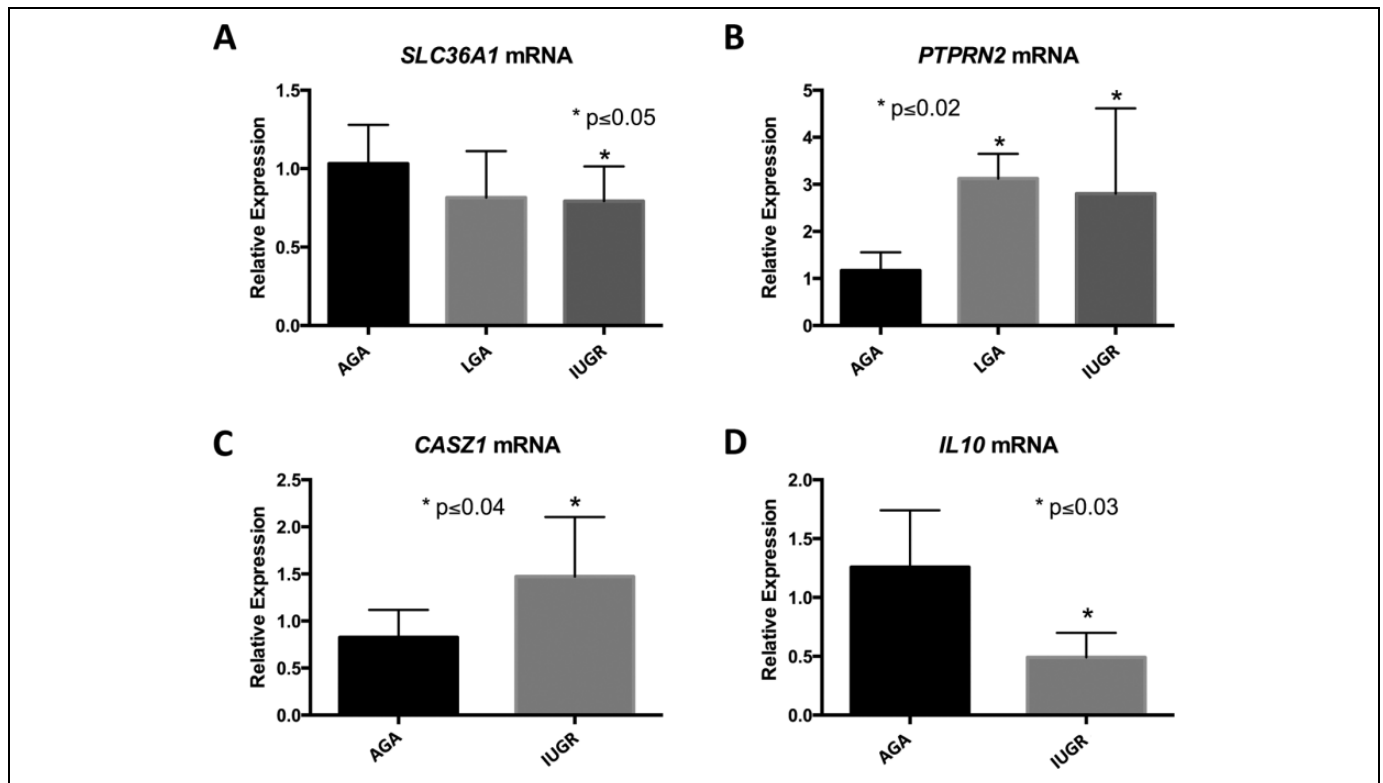 A
SLC36A1 mRNA
Relative Expression
1.5
1.0
0.5
0.0
* p≤0.05
*
AGA
LGA
IUGR
B
PTPRN2 mRNA
Relative Expression
5
4
3
2
1
0
* p≤0.02
*
*
AGA
LGA
IUGR
C
CASZ1 mRNA
Relative Expression
2.5
2.0
1.5
1.0
0.5
0.0
* p≤0.04
*
AGA
IUGR
D
IL10 mRNA
Relative Expression
2.0
1.5
1.0
0.5
0.0
* p≤0.03
*
AGA
IUGR